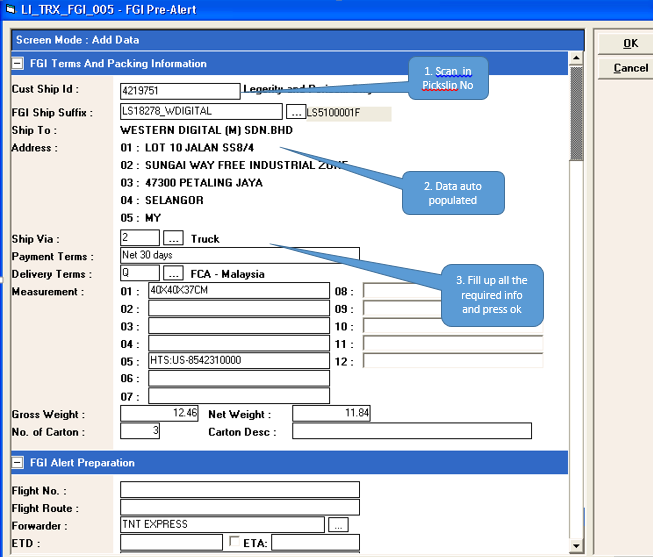 LI_TRX_FGI_005 - FGI Pre-Alert
Screen Mode : Add Data
OK
Cancel
FGI Terms And Packing Information
1. Scan in
Pickslip No
Cust Ship Id : 4219751 Legerity and
FGI Ship Suffix : LS18278_WDIGITAL ... LS5100001F
Ship To : WESTERN DIGITAL (M) SDN.BHD
Address : 01 : LOT 10 JALAN SS8/4
02 : SUNGAI WAY FREE INDUSTRIAL ZONE
03 : 47300 PETALING JAYA
04 : SELANGOR
05 : MY
2. Data auto
populated
Ship Via : 2 ... Truck
Payment Terms : Net 30 days
Delivery Terms : Q ... FCA - Malaysia
3. Fill up all the
required info
and press ok
Measurement : 01 : 40X40X37CM 08 :
02 : 09 :
03 : 10 :
04 : 11 :
05 : HTS:US-8542310000 12 :
06 :
07 :
Gross Weight : 12.46 Net Weight : 11.84
No. of Carton : 3 Carton Desc :
FGI Alert Preparation
Flight No. :
Flight Route :
Forwarder : TNT EXPRESS ...
ETD : ETA: